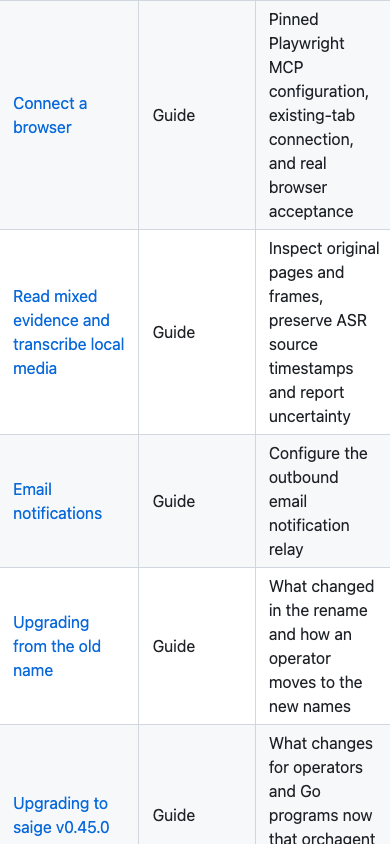 Connect a
browser
Guide
Pinned
Playwright
MCP
configuration,
existing-tab
connection,
and real
browser
acceptance
Read mixed
evidence and
transcribe local
media
Guide
Inspect original
pages and
frames,
preserve ASR
source
timestamps
and report
uncertainty
Email
notifications
Guide
Configure the
outbound
email
notification
relay
Upgrading
from the old
name
Guide
What changed
in the rename
and how an
operator
moves to the
new names
Upgrading to
saige v0.45.0
Guide
What changes
for operators
and Go
programs now
that orchagent